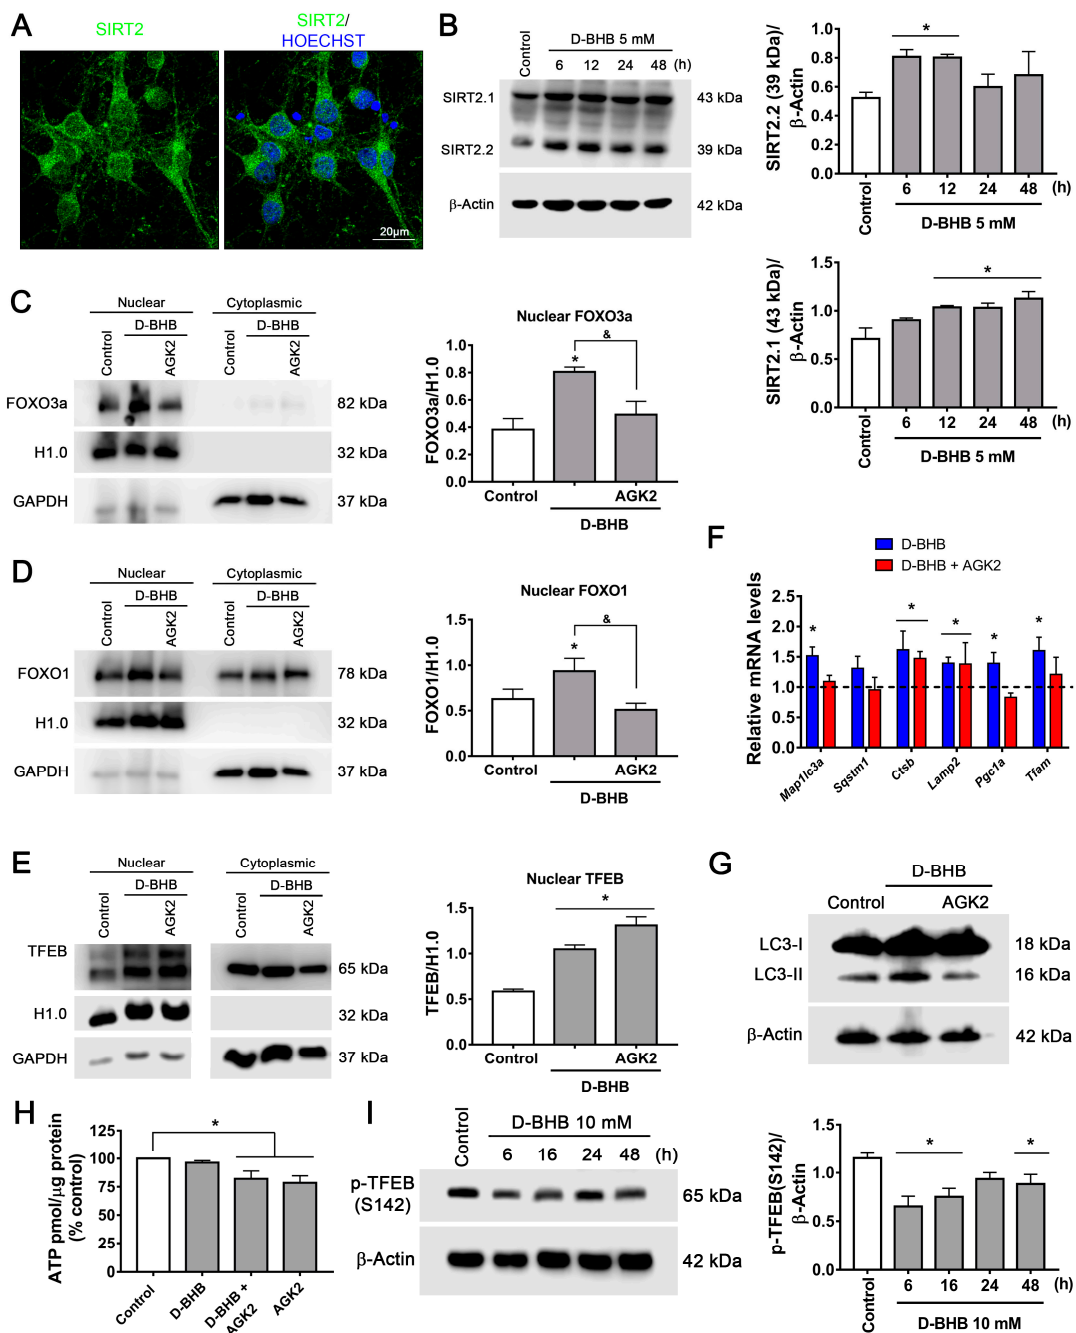 A
SIRT2
SIRT2/
HOECHST
20µm
B
Control
D-BHB 5 mM
6 12 24 48 (h)
SIRT2.1
43 kDa
SIRT2.2
39 kDa
β-Actin
42 kDa
SIRT2.2 (39 kDa)/
β-Actin
1.0
0.8
0.6
0.4
0.2
0.0
*
Control
6 12 24 48 (h)
D-BHB 5 mM
SIRT2.1 (43 kDa)/
β-Actin
1.5
1.0
0.5
0.0
*
Control
6 12 24 48 (h)
D-BHB 5 mM
C
Nuclear Cytoplasmic
D-BHB D-BHB
Control AGK2 Control AGK2
FOXO3a 82 kDa
H1.0 32 kDa
GAPDH 37 kDa
Nuclear FOXO3a
FOXO3a/H1.0
1.0
0.8
0.6
0.4
0.2
0.0
* &
Control AGK2
D-BHB
D
Nuclear Cytoplasmic
D-BHB D-BHB
Control AGK2 Control AGK2
FOXO1 78 kDa
H1.0 32 kDa
GAPDH 37 kDa
Nuclear FOXO1
FOXO1/H1.0
1.5
1.0
0.5
0.0
* &
Control AGK2
D-BHB
F
D-BHB
D-BHB + AGK2
Relative mRNA levels
2.5
2.0
1.5
1.0
0.5
0.0
* * * * *
Map1lc3a Sqstm1 Ctsb Lamp2 Pgc1a Tfam
E
Nuclear Cytoplasmic
D-BHB D-BHB
Control AGK2 Control AGK2
TFEB 65 kDa
H1.0 32 kDa
GAPDH 37 kDa
Nuclear TFEB
TFEB/H1.0
1.5
1.0
0.5
0.0
*
Control AGK2
D-BHB
G
D-BHB
Control AGK2
LC3-I 18 kDa
LC3-II 16 kDa
β-Actin 42 kDa
H
ATP pmol/µg protein
(% control)
125
100
75
50
25
0
*
Control D-BHB D-BHB + AGK2 AGK2
I
Control
D-BHB 10 mM
6 16 24 48 (h)
p-TFEB
(S142)
65 kDa
β-Actin 42 kDa
p-TFEB(S142)/
β-Actin
1.5
1.0
0.5
0.0
* *
Control
6 16 24 48 (h)
D-BHB 10 mM